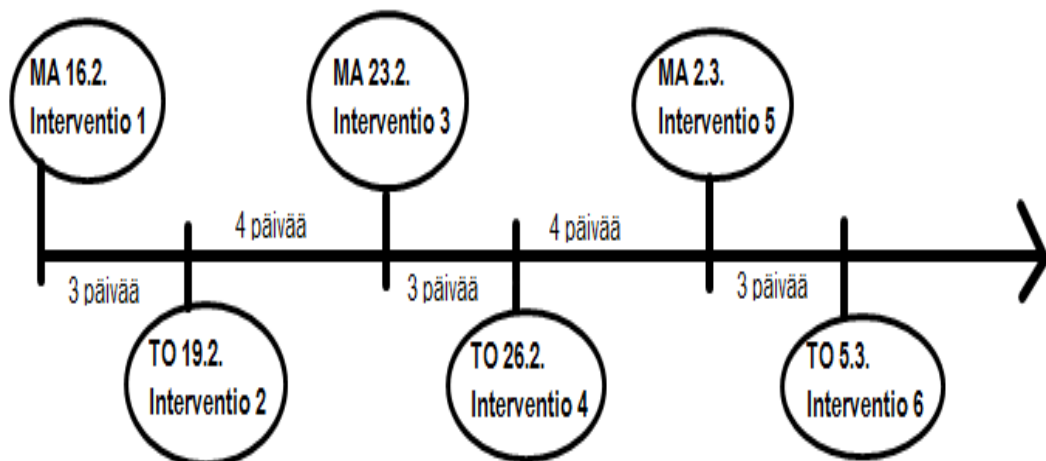 MA 16.2.
Interventio 1
MA 23.2.
Interventio 3
MA 2.3.
Interventio 5
4 päivää
4 päivää
3 päivää
3 päivää
3 päivää
TO 19.2.
Interventio 2
TO 26.2.
Interventio 4
TO 5.3.
Interventio 6